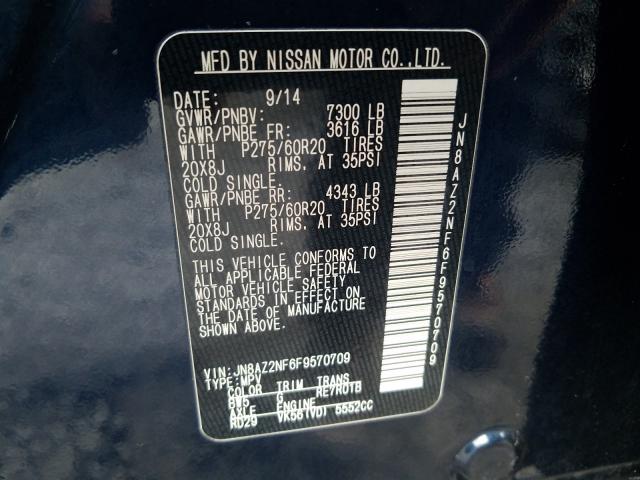 MFD BY NISSAN MOTOR CO.,LTD.
DATE: 9/14
GVWR/PNBV: 7300 LB
GAWR/PNBE FR: 3616 LB
WITH P275/60R20 TIRES
20X8J RIMS, AT 35PSI
COLD SINGLE.
GAWR/PNBE RR: 4343 LB
WITH P275/60R20 TIRES
20X8J RIMS, AT 35PSI
COLD SINGLE.
THIS VEHICLE CONFORMS TO
ALL APPLICABLE FEDERAL
MOTOR VEHICLE SAFETY
STANDARDS IN EFFECT ON
THE DATE OF MANUFACTURE
SHOWN ABOVE.
VIN:JN8AZ2NF6F9570709
TYPE:MPV
COLOR TRIM TRANS
BW5 G RE7R01B
AXLE ENGINE
RD29 VK56(VD) 5552CC
JN8AZ2NF6F9570709